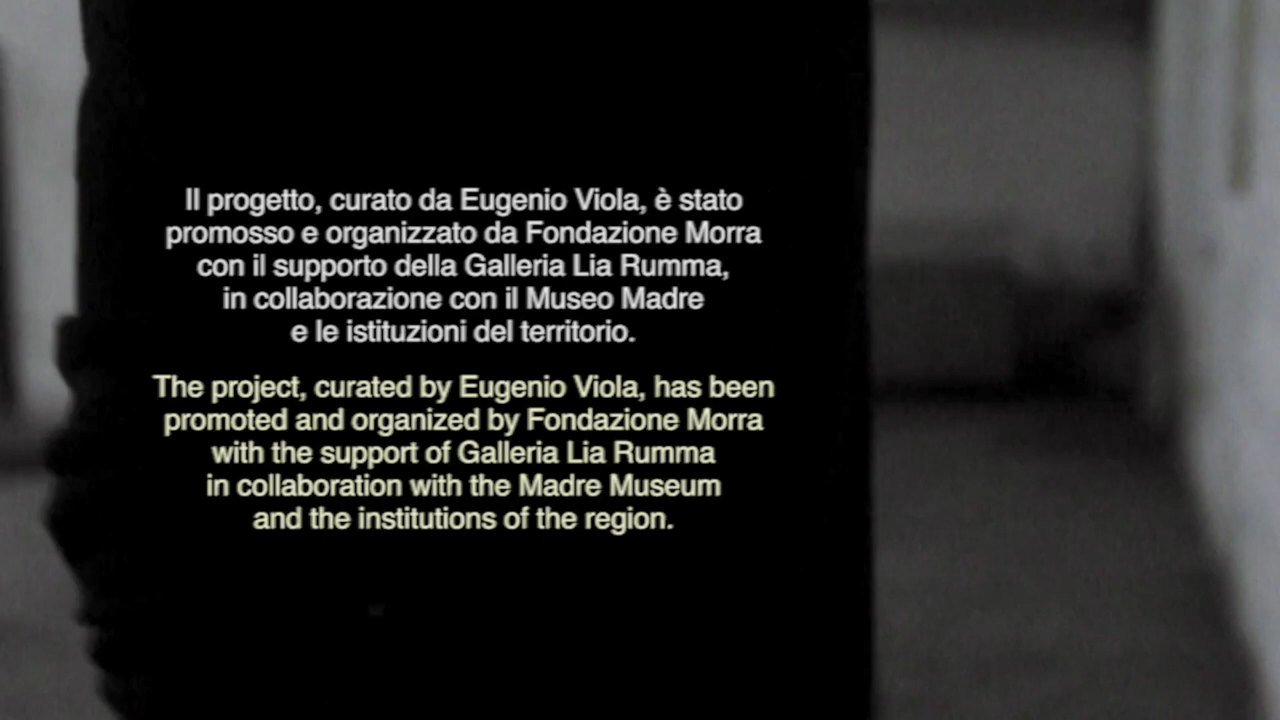 Il progetto, curato da Eugenio Viola, è stato
promosso e organizzato da Fondazione Morra
con il supporto della Galleria Lia Rumma,
in collaborazione con il Museo Madre
e le istituzioni del territorio.
The project, curated by Eugenio Viola, has been
promoted and organized by Fondazione Morra
with the support of Galleria Lia Rumma
in collaboration with the Madre Museum
and the institutions of the region.